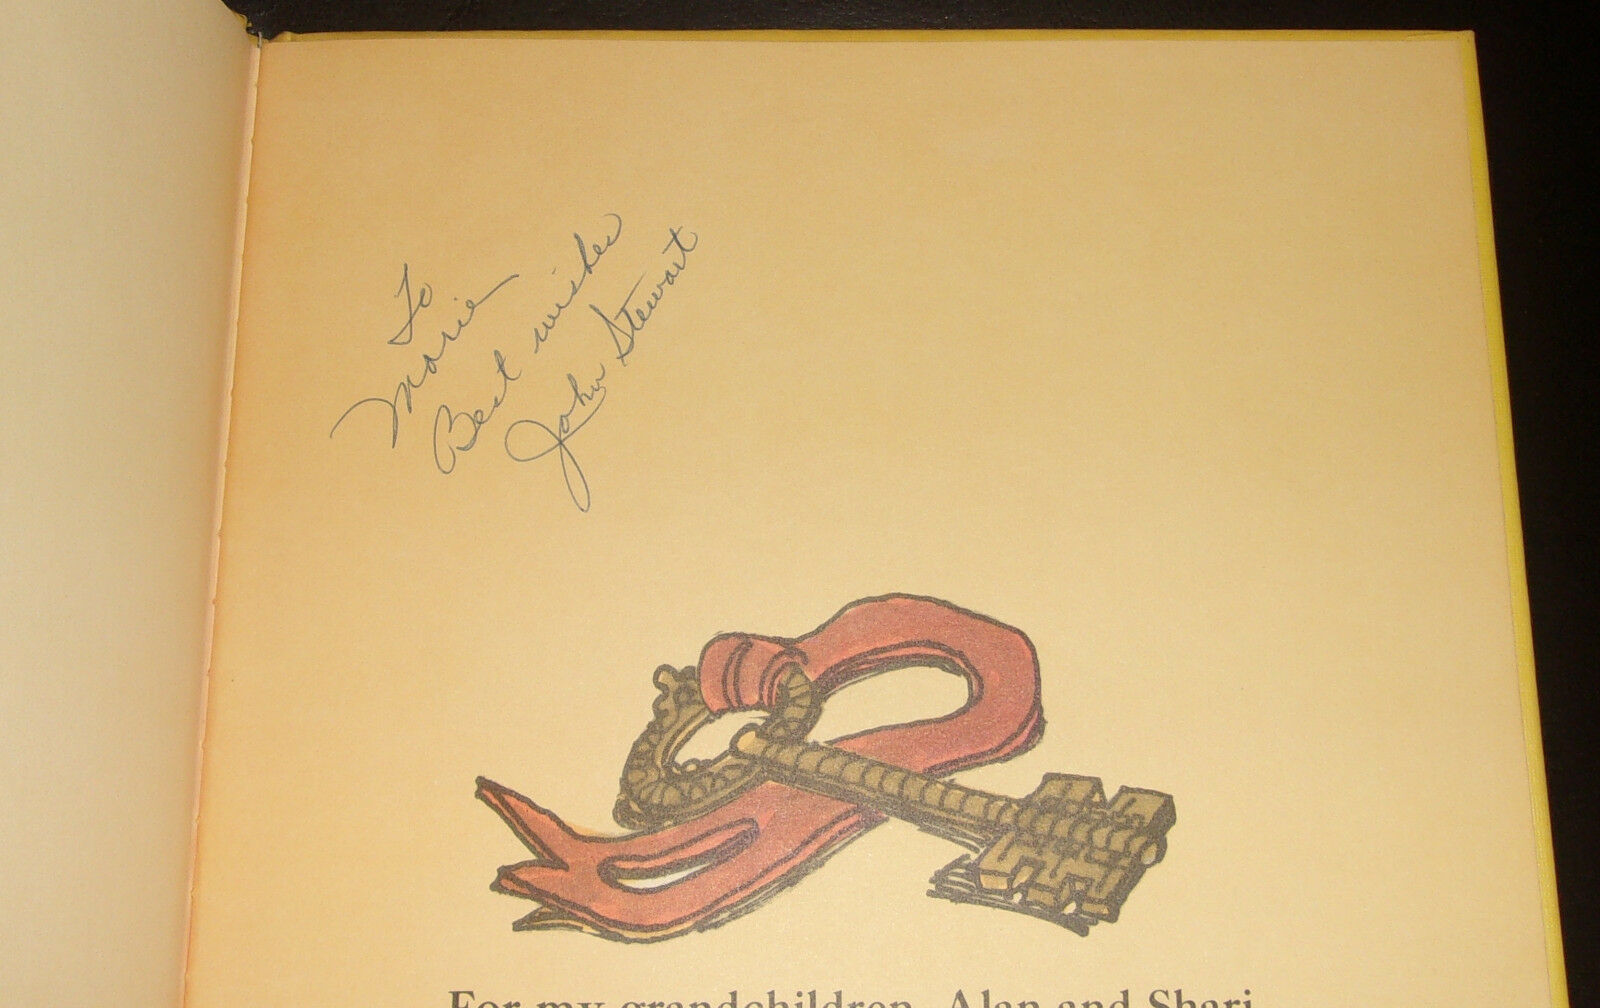 To
Marie
Best wishes
John Stewart
For my grandchildren, Alan and Shari